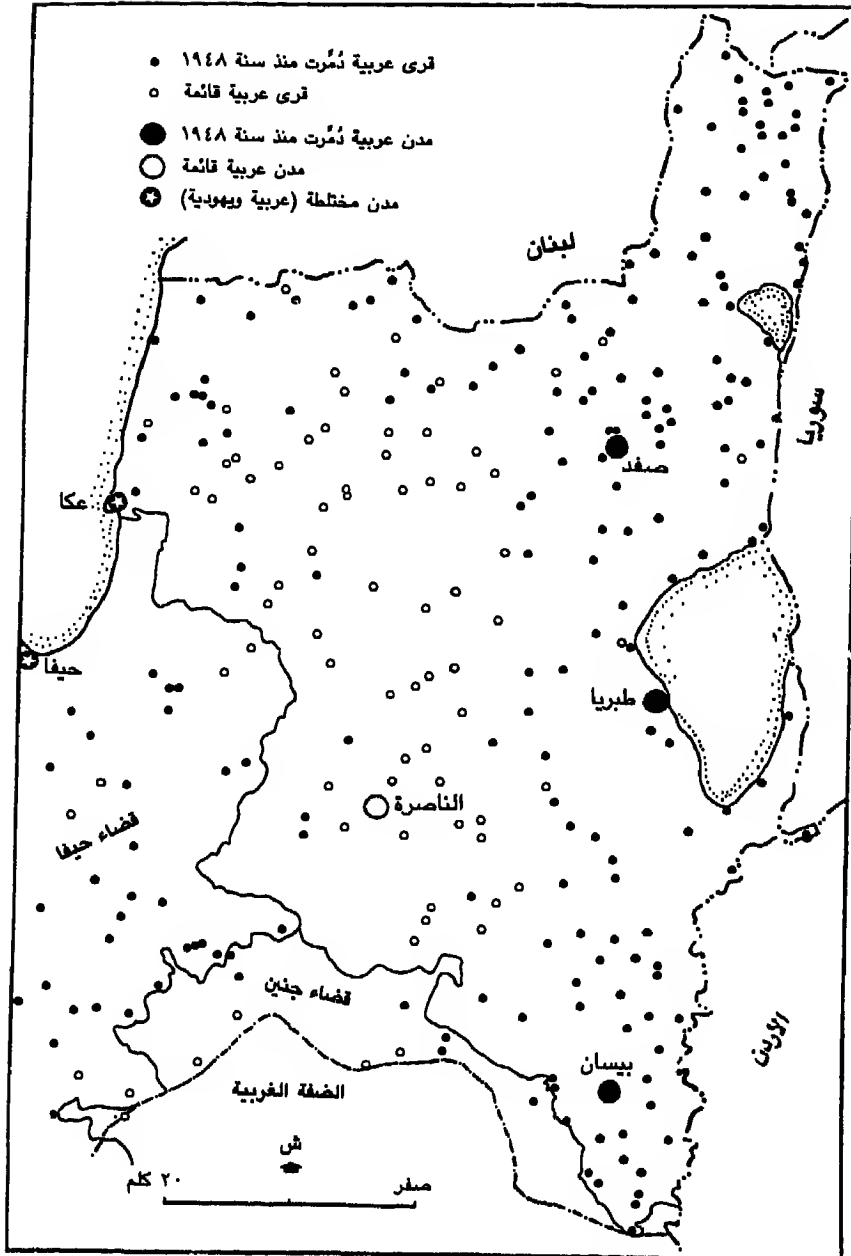 قرى عربية دُمِّرت منذ سنة ١٩٤٨
قرى عربية قائمة
مدن عربية دُمِّرت منذ سنة ١٩٤٨
مدن عربية قائمة
مدن مختلطة (عربية ويهودية)
لبنان
سوريا
صفد
عكا
حيفا
طبريا
الناصرة
قضاء حيفا
قضاء جنين
الأردن
بيسان
الضفة الغربية
ش
٢٠ كلم
صفر